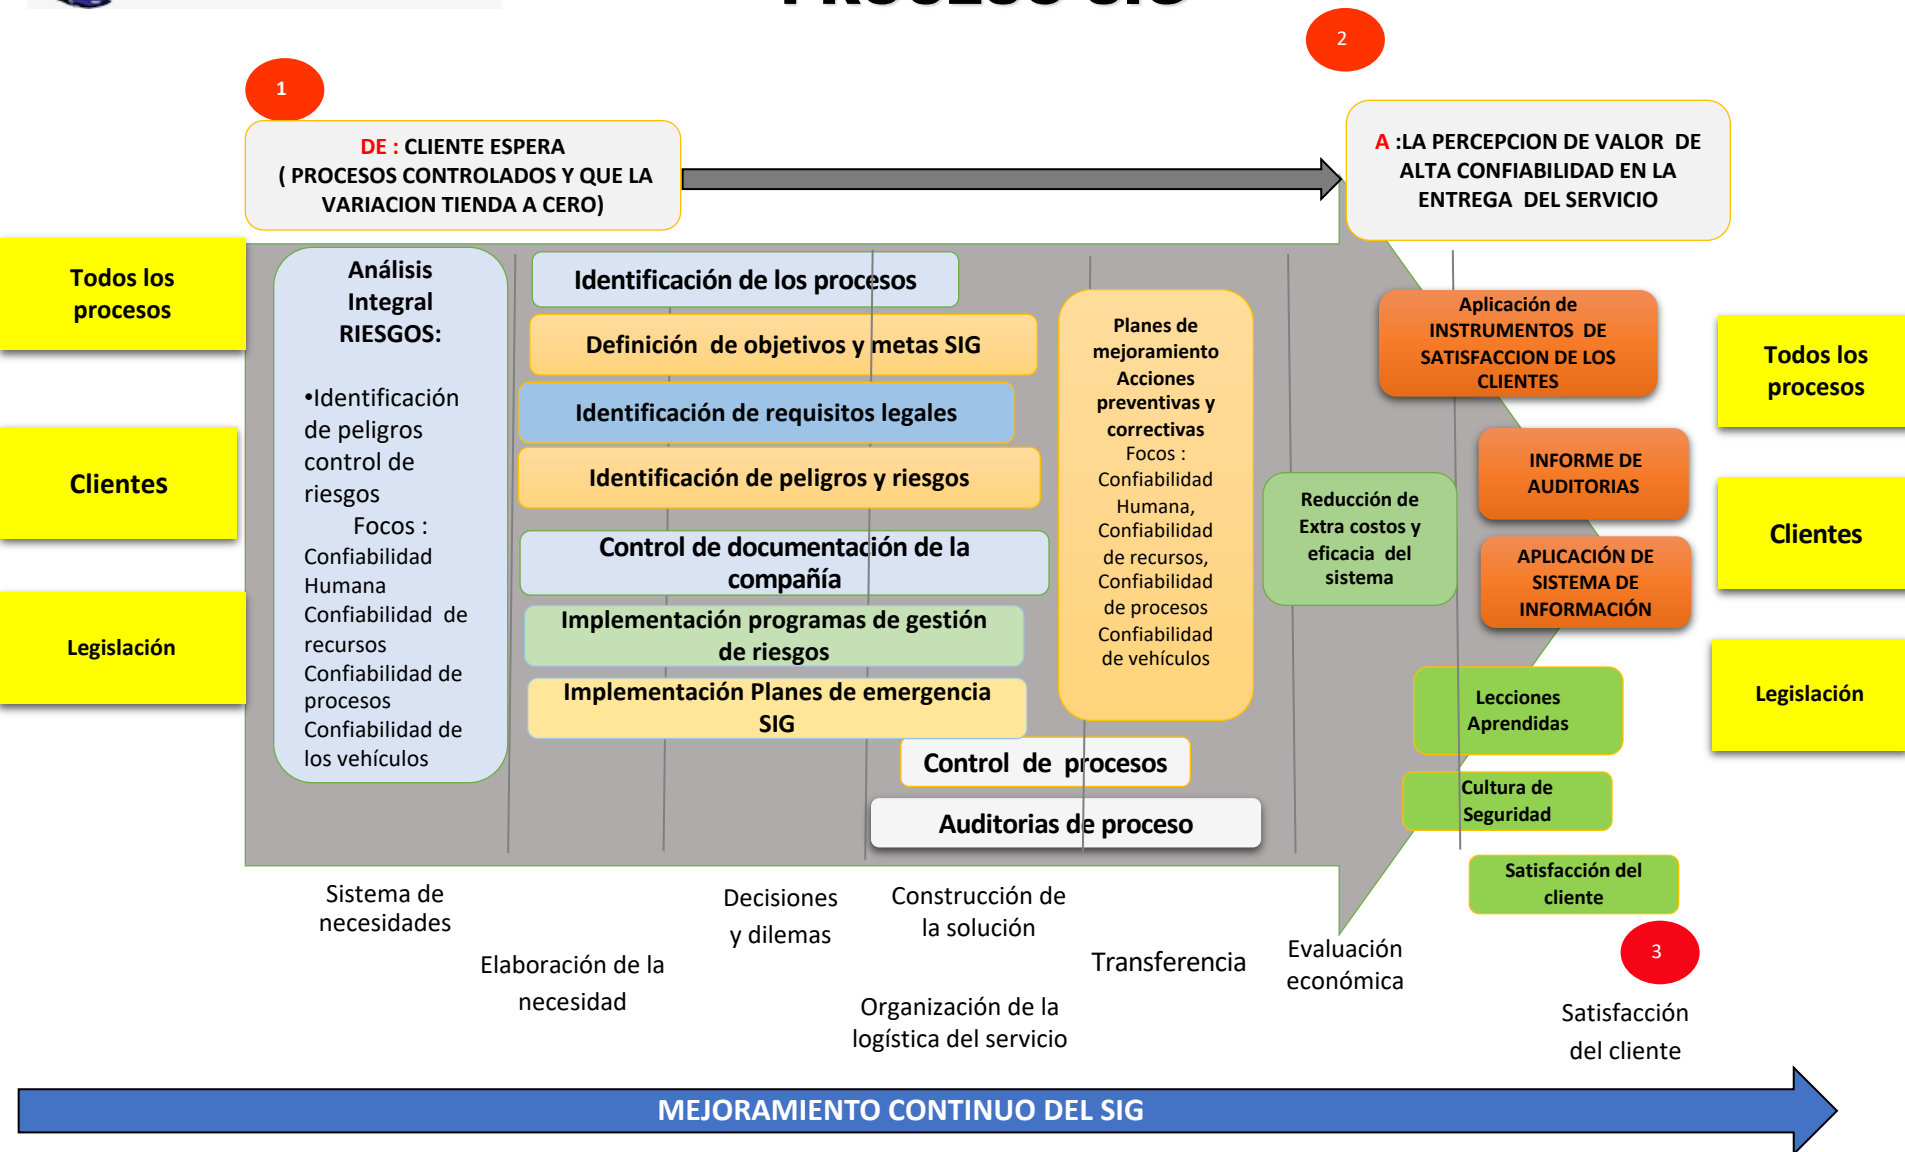 PROCESO SIG
2
1
DE : CLIENTE ESPERA
( PROCESOS CONTROLADOS Y QUE LA
VARIACION TIENDA A CERO)
A :LA PERCEPCION DE VALOR DE
ALTA CONFIABILIDAD EN LA
ENTREGA DEL SERVICIO
Todos los
procesos
Clientes
Legislación
Análisis
Integral
RIESGOS:
•Identificación
de peligros
control de
riesgos
Focos :
Confiabilidad
Humana
Confiabilidad de
recursos
Confiabilidad de
procesos
Confiabilidad de
los vehículos
Identificación de los procesos
Definición de objetivos y metas SIG
Identificación de requisitos legales
Identificación de peligros y riesgos
Control de documentación de la
compañía
Implementación programas de gestión
de riesgos
Implementación Planes de emergencia
SIG
Control de procesos
Auditorias de proceso
Planes de
mejoramiento
Acciones
preventivas y
correctivas
Focos :
Confiabilidad
Humana,
Confiabilidad
de recursos,
Confiabilidad
de procesos
Confiabilidad
de vehículos
Reducción de
Extra costos y
eficacia del
sistema
Aplicación de
INSTRUMENTOS DE
SATISFACCION DE LOS
CLIENTES
INFORME DE
AUDITORIAS
APLICACIÓN DE
SISTEMA DE
INFORMACIÓN
Lecciones
Aprendidas
Cultura de
Seguridad
Satisfacción del
cliente
Todos los
procesos
Clientes
Legislación
Sistema de
necesidades
Elaboración de la
necesidad
Decisiones
y dilemas
Construcción de
la solución
Organización de la
logística del servicio
Transferencia
Evaluación
económica
3
Satisfacción
del cliente
MEJORAMIENTO CONTINUO DEL SIG